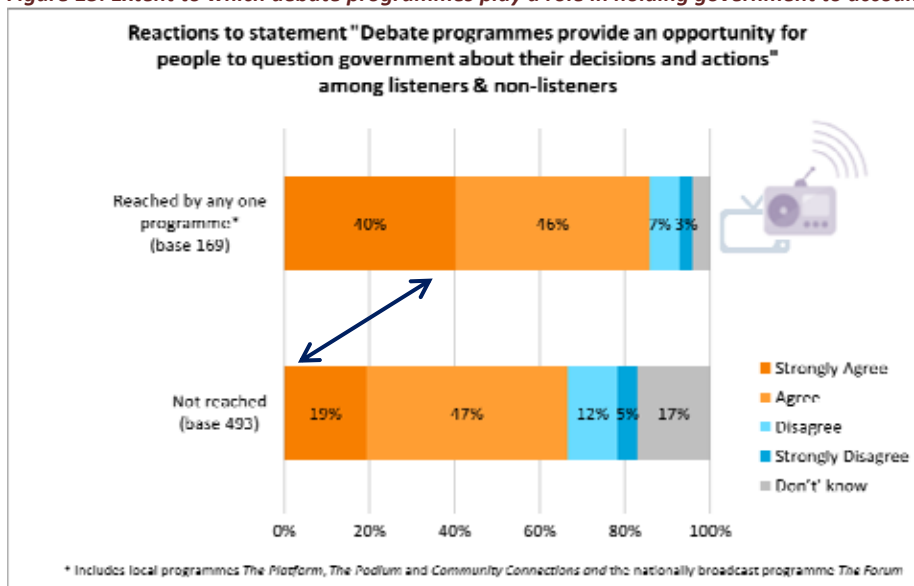 Reactions to statement "Debate programmes provide an opportunity for
people to question government about their decisions and actions"
among listeners & non-listeners
Reached by any one
programme*
(base 169)
40%
46%
7%
3%
Not reached
(base 493)
19%
47%
12%
5%
17%
Strongly Agree
Agree
Disagree
Strongly Disagree
Don't' know
0%
20%
40%
60%
80%
100%
* Includes local programmes The Platform, The Podium and Community Connections and the nationally broadcast programme The Forum